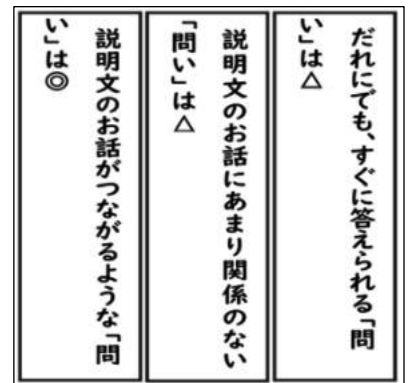 だれにでも、すぐに答えられる「問
い」は△
説明文のお話にあまり関係のない
「問い」は△
説明文のお話がつながるような「問
い」は◎